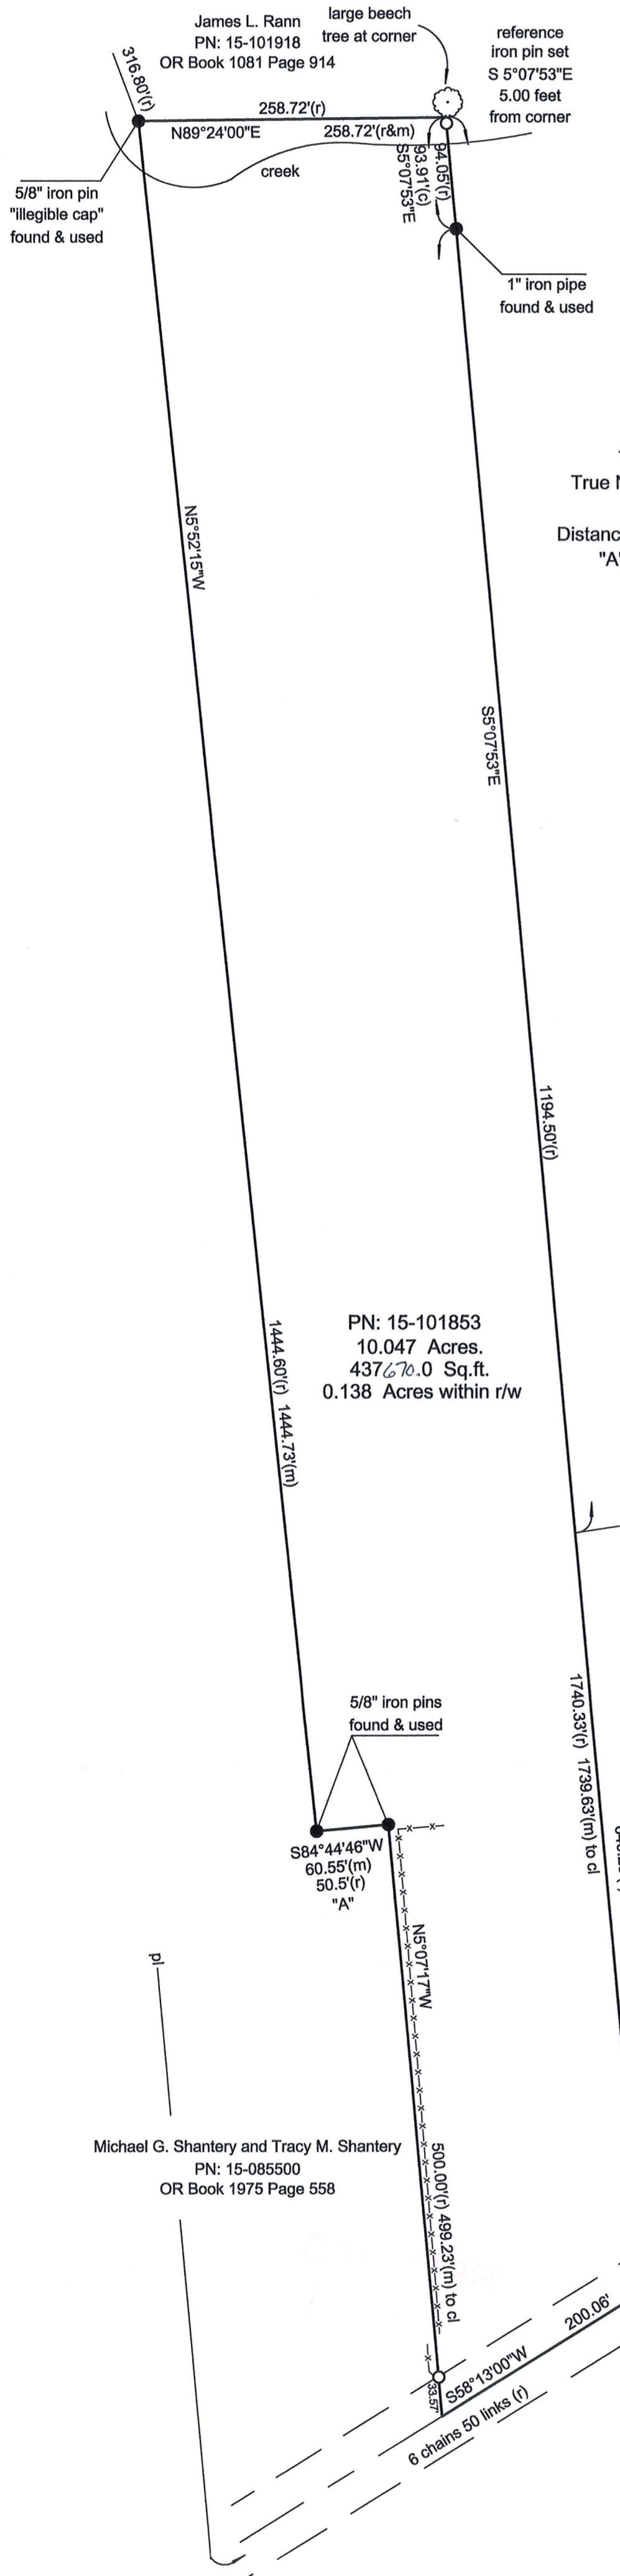 James L. Rann
PN: 15-101918
OR Book 1081 Page 914
large beech
tree at corner
reference
iron pin set
S 5°07'53"E
5.00 feet
from corner
316.80'(r)
258.72'(r)
N89°24'00"E
258.72'(r&m)
creek
94.05'(r)
93.91'(c)
S5°07'53"E
5/8" iron pin
"illegible cap"
found & used
1" iron pipe
found & used
True
Distanc
"A"
N5°52'15"W
S5°07'53"E
1194.50'(r)
PN: 15-101853
10.047 Acres.
437670.0 Sq.ft.
0.138 Acres within r/w
1444.60'(r) 1444.73'(m)
5/8" iron pins
found & used
1740.33'(r) 1739.63'(m) to cl
S84°44'46"W
60.55'(m)
50.5'(r)
"A"
N5°07'17"W
pl
Michael G. Shantery and Tracy M. Shantery
PN: 15-085500
OR Book 1975 Page 558
500.00'(r) 499.23'(m) to cl
200.06'
S58°13'00"W
33.57'
6 chains 50 links (r)